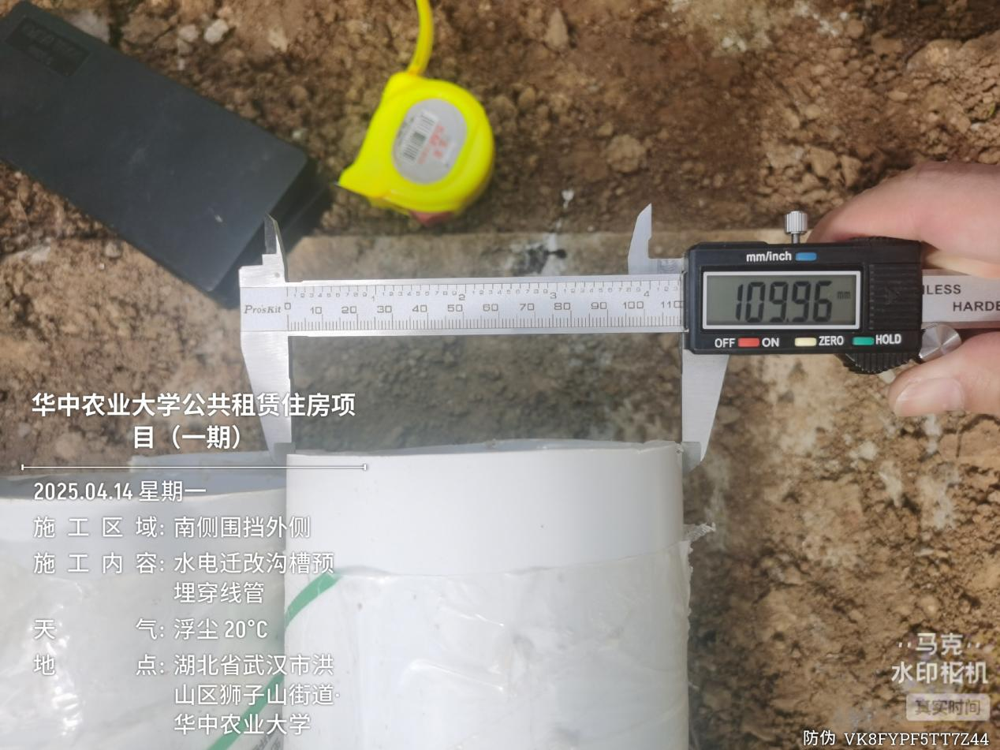 mm/inch
109.96 mm
OFF ON ZERO HOLD
Pro'sKit
0 10 20 30 40 50 60 70 80 90 100 110
1 2 3 4
HARDE
华中农业大学公共租赁住房项
目（一期）
2025.04.14 星期一
施工区域: 南侧围挡外侧
施工内容: 水电迁改沟槽预
埋穿线管
天气: 浮尘 20°C
地点: 湖北省武汉市洪
山区狮子山街道·
华中农业大学
马克
水印相机
真实时间
防伪 VK8FYPF5TT7Z44